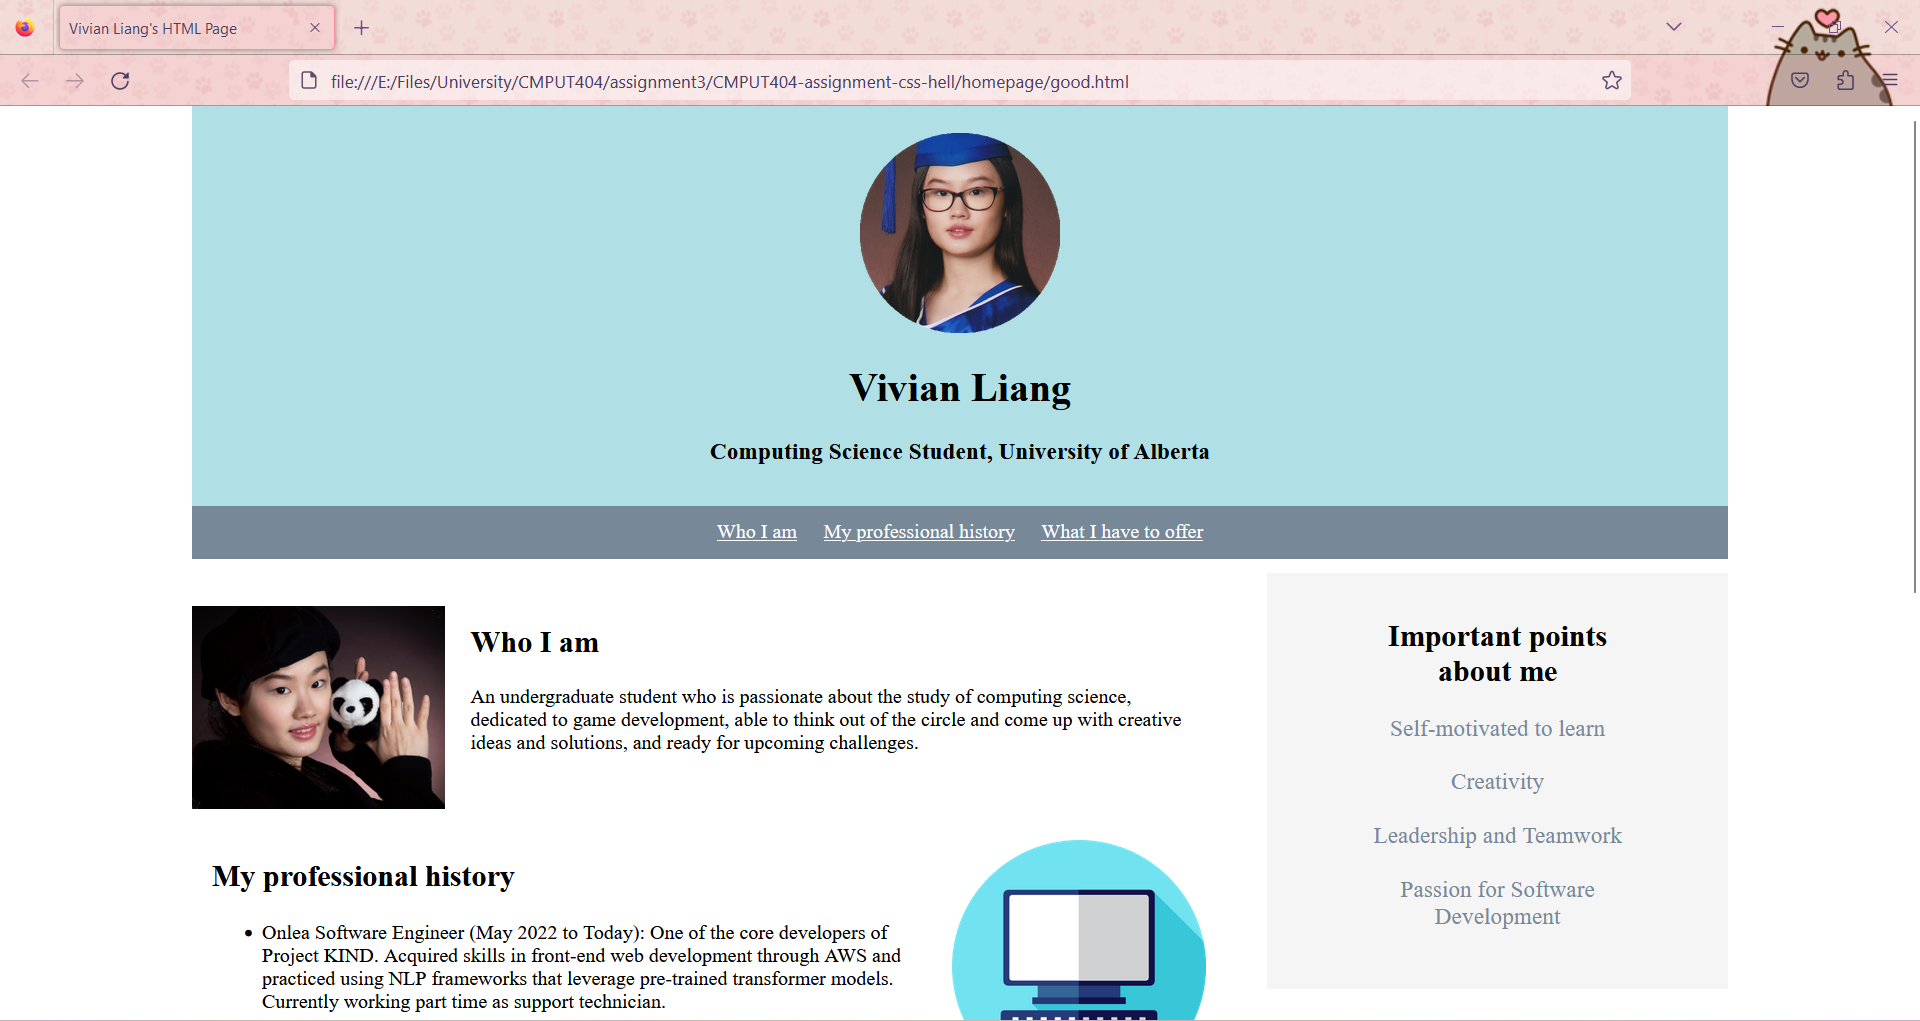 Vivian Liang's HTML Page
file:///E:/Files/University/CMPUT404/assignment3/CMPUT404-assignment-css-hell/homepage/good.html
Vivian Liang
Computing Science Student, University of Alberta
Who I am My professional history What I have to offer
Who I am
An undergraduate student who is passionate about the study of computing science,
dedicated to game development, able to think out of the circle and come up with creative
ideas and solutions, and ready for upcoming challenges.
My professional history
• Onlea Software Engineer (May 2022 to Today): One of the core developers of
Project KIND. Acquired skills in front-end web development through AWS and
practiced using NLP frameworks that leverage pre-trained transformer models.
Currently working part time as support technician.
Important points
about me
Self-motivated to learn
Creativity
Leadership and Teamwork
Passion for Software
Development